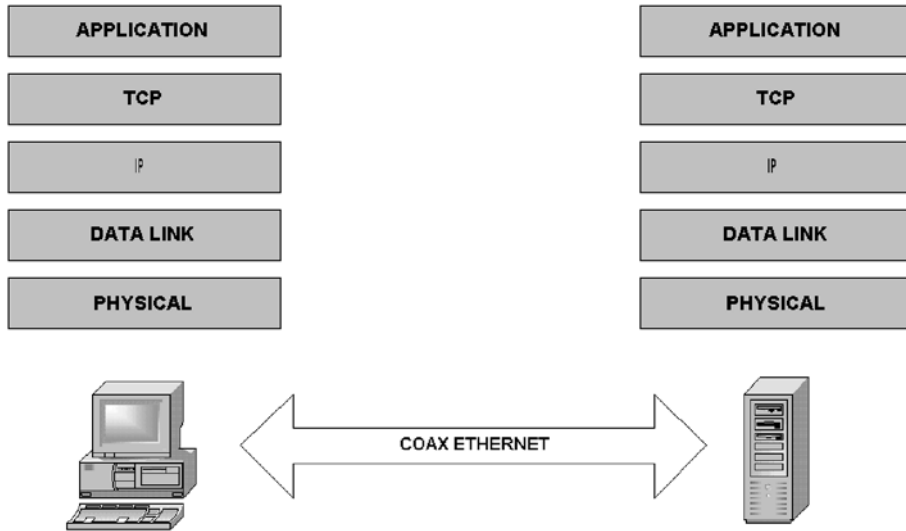 APPLICATION
TCP
IP
DATA LINK
PHYSICAL
APPLICATION
TCP
IP
DATA LINK
PHYSICAL
COAX ETHERNET